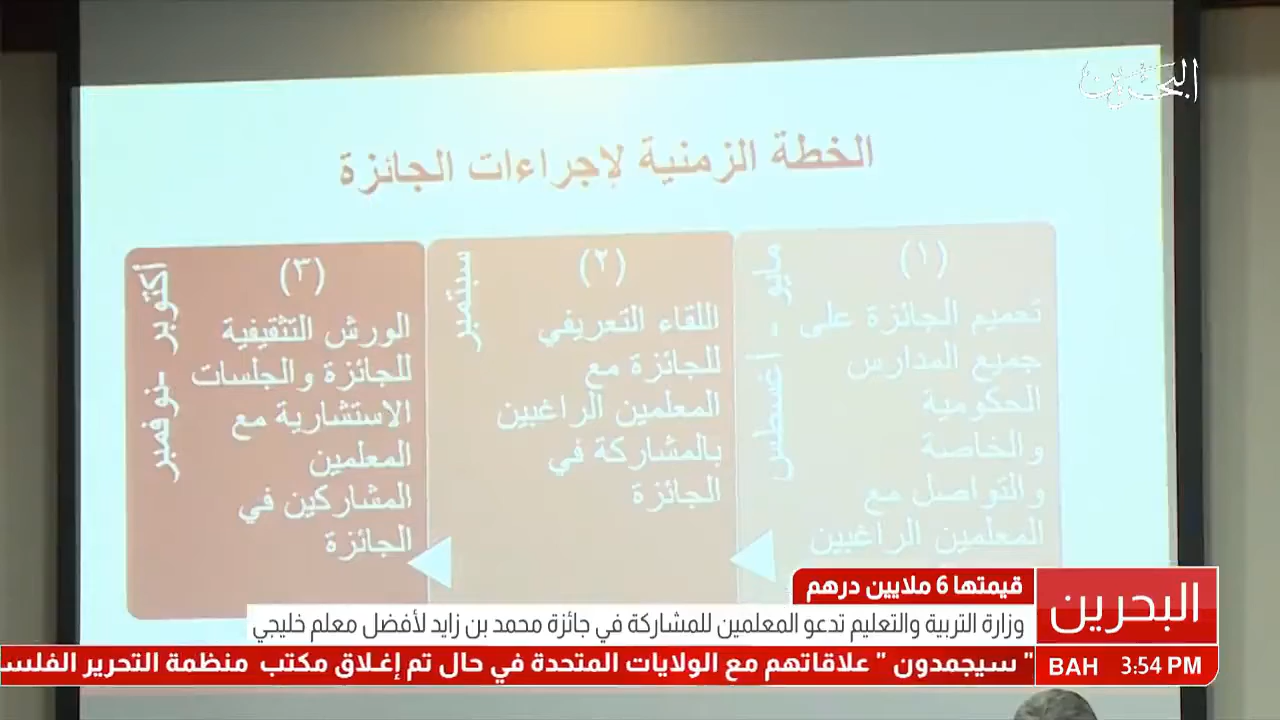 البحرين
الخطة الزمنية لإجراءات الجائزة
مايو - أغسطس
(١)
تعميم الجائزة على
جميع المدارس
الحكومية
والخاصة
والتواصل مع
المعلمين الراغبين
سبتمبر
(٢)
اللقاء التعريفي
للجائزة مع
المعلمين الراغبين
بالمشاركة في
الجائزة
أكتوبر -نوفمبر
(٣)
الورش التثقيفية
للجائزة والجلسات
الاستشارية مع
المعلمين
المشاركين في
الجائزة
قيمتها 6 ملايين درهم
البحرين
وزارة التربية والتعليم تدعو المعلمين للمشاركة في جائزة محمد بن زايد لأفضل معلم خليجي
" سيجمدون " علاقاتهم مع الولايات المتحدة في حال تم إغلاق مكتب منظمة التحرير الفلس
BAH 3:54 PM